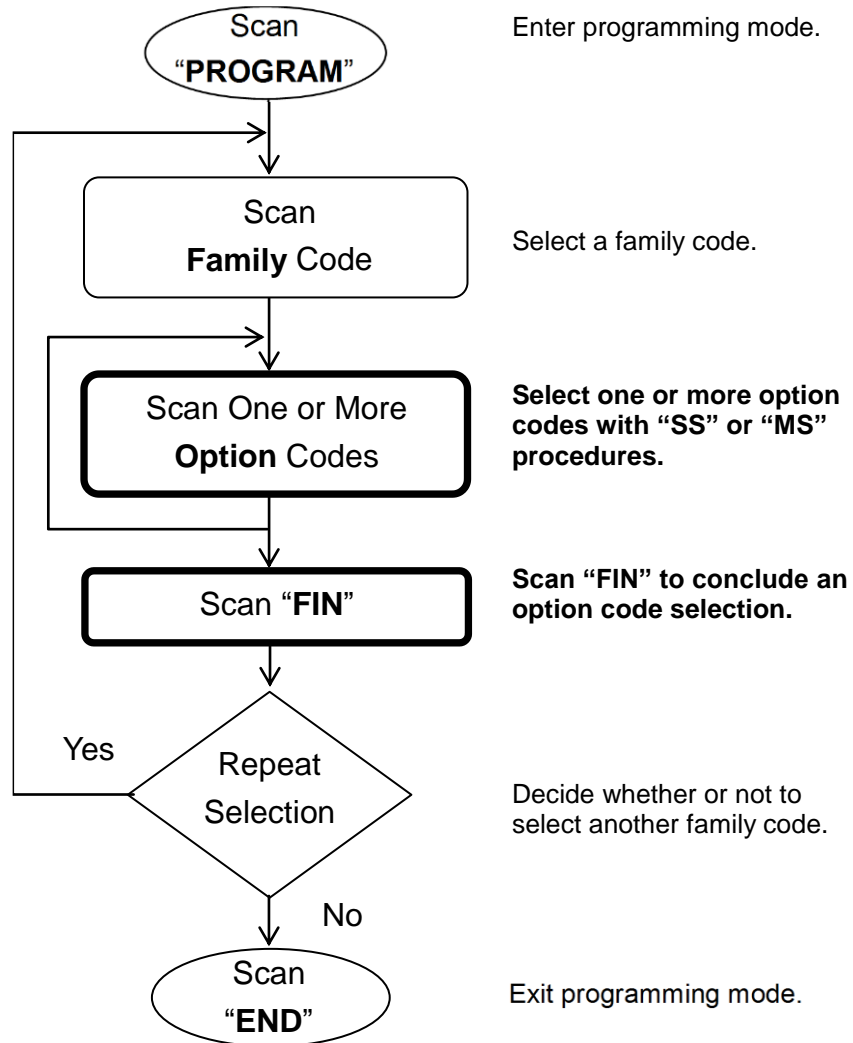 Scan
“PROGRAM”
Enter programming mode.
Scan
Family Code
Select a family code.
Scan One or More
Option Codes
Select one or more option
codes with “SS” or “MS”
procedures.
Scan “FIN”
Scan “FIN” to conclude an
option code selection.
Yes
Repeat
Selection
Decide whether or not to
select another family code.
No
Scan
“END”
Exit programming mode.